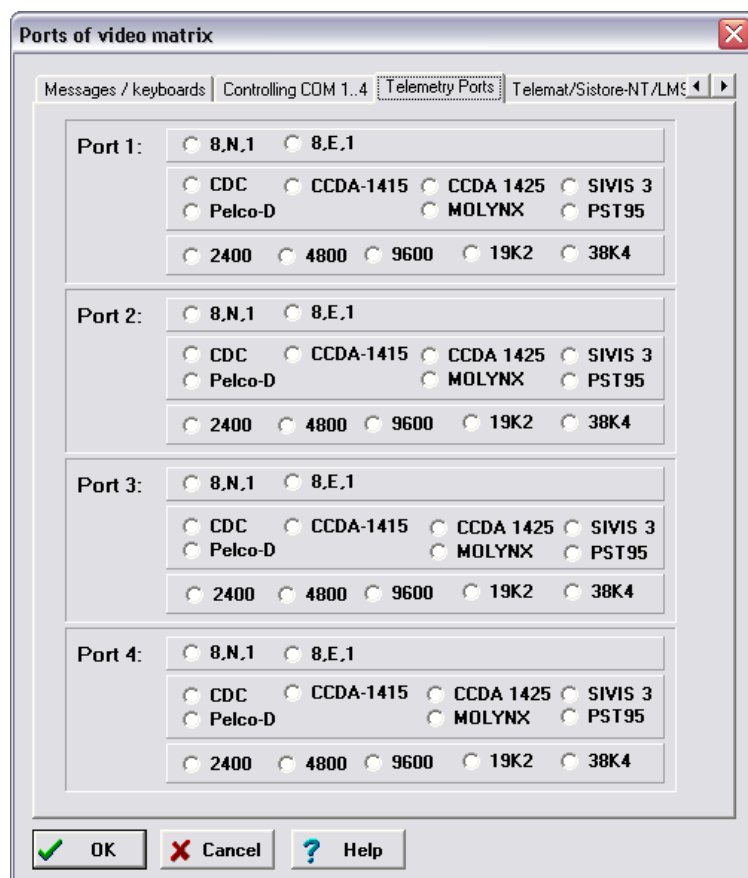 Ports of video matrix
Messages / keyboards Controlling COM 1..4 Telemetry Ports Telemat/Sistore-NT/LMS
Port 1: 8,N,1 8,E,1
CDC CCDA-1415 CCDA 1425 SIVIS 3
Pelco-D MOLYNX PST95
2400 4800 9600 19K2 38K4
Port 2: 8,N,1 8,E,1
CDC CCDA-1415 CCDA 1425 SIVIS 3
Pelco-D MOLYNX PST95
2400 4800 9600 19K2 38K4
Port 3: 8,N,1 8,E,1
CDC CCDA-1415 CCDA 1425 SIVIS 3
Pelco-D MOLYNX PST95
2400 4800 9600 19K2 38K4
Port 4: 8,N,1 8,E,1
CDC CCDA-1415 CCDA 1425 SIVIS 3
Pelco-D MOLYNX PST95
2400 4800 9600 19K2 38K4
OK Cancel Help